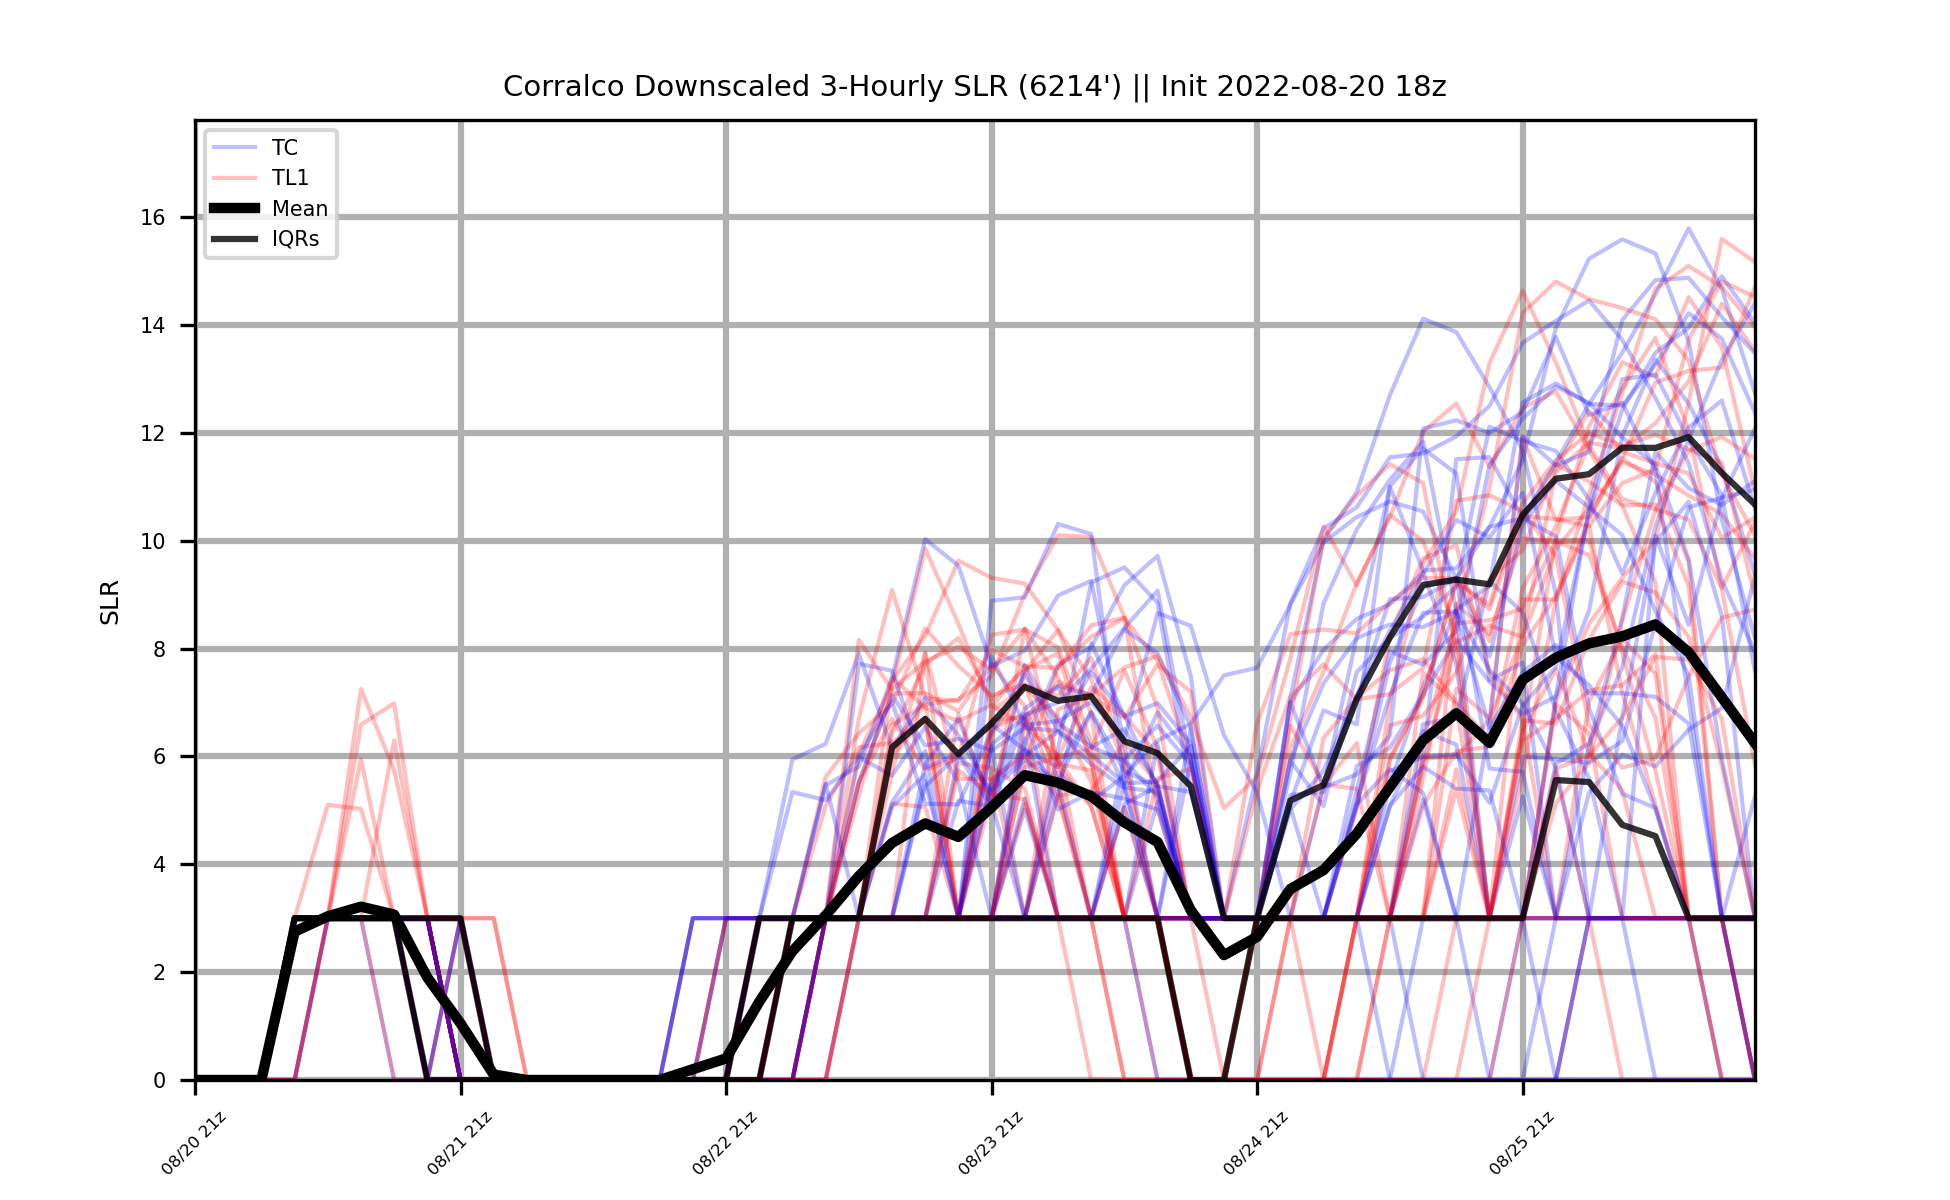 Corralco Downscaled 3-Hourly SLR (6214') || Init 2022-08-20 18z
TC
TL1
Mean
IQRs
16
14
12
10
8
6
4
2
0
SLR
08/20 21z
08/21 21z
08/22 21z
08/23 21z
08/24 21z
08/25 21z